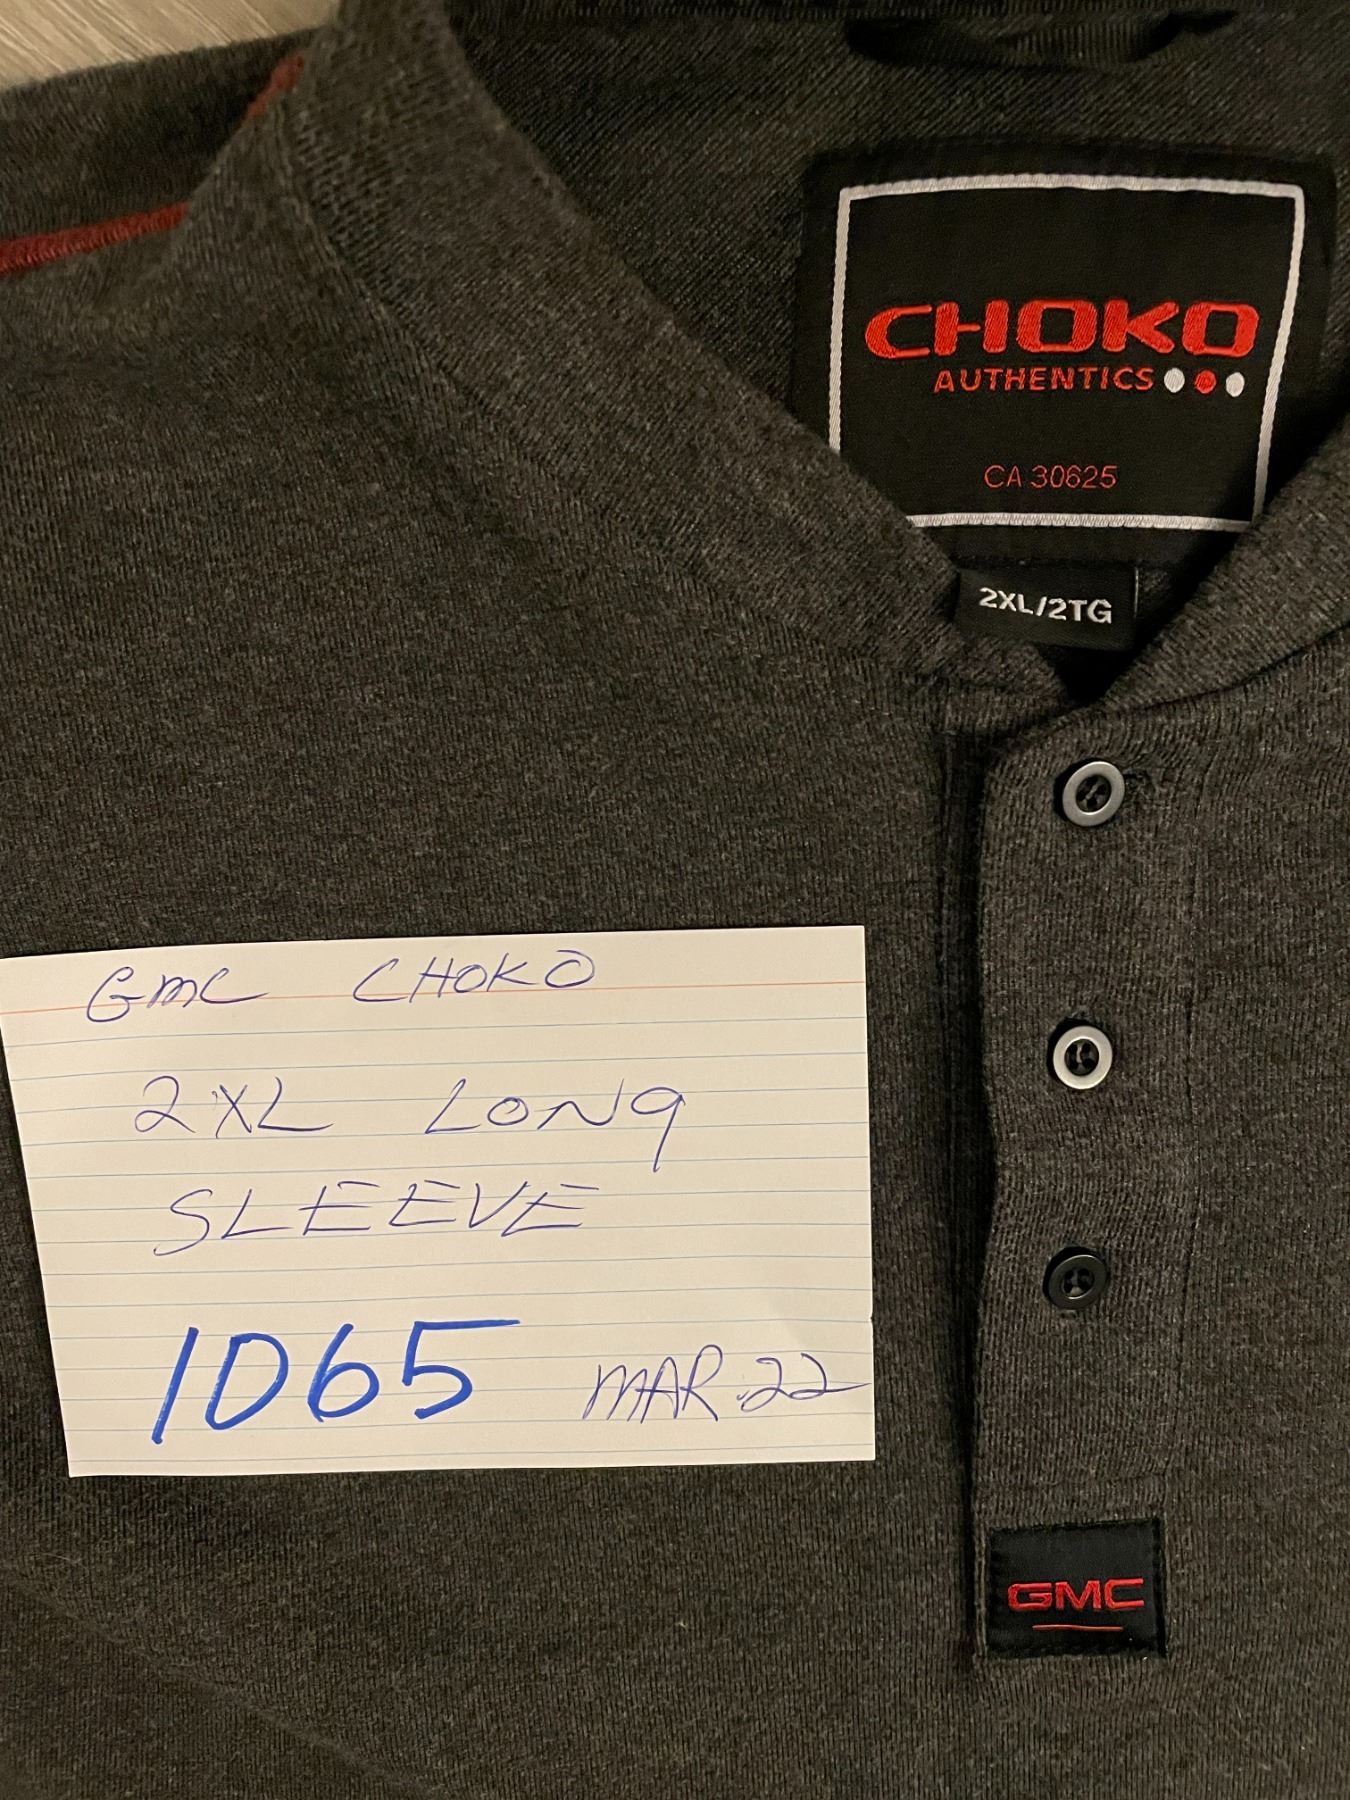 CHOKO
AUTHENTICS
CA 30625
2XL/2TG
GMC CHOKO
2XL LONG
SLEEVE
1065 MAR.22
GMC